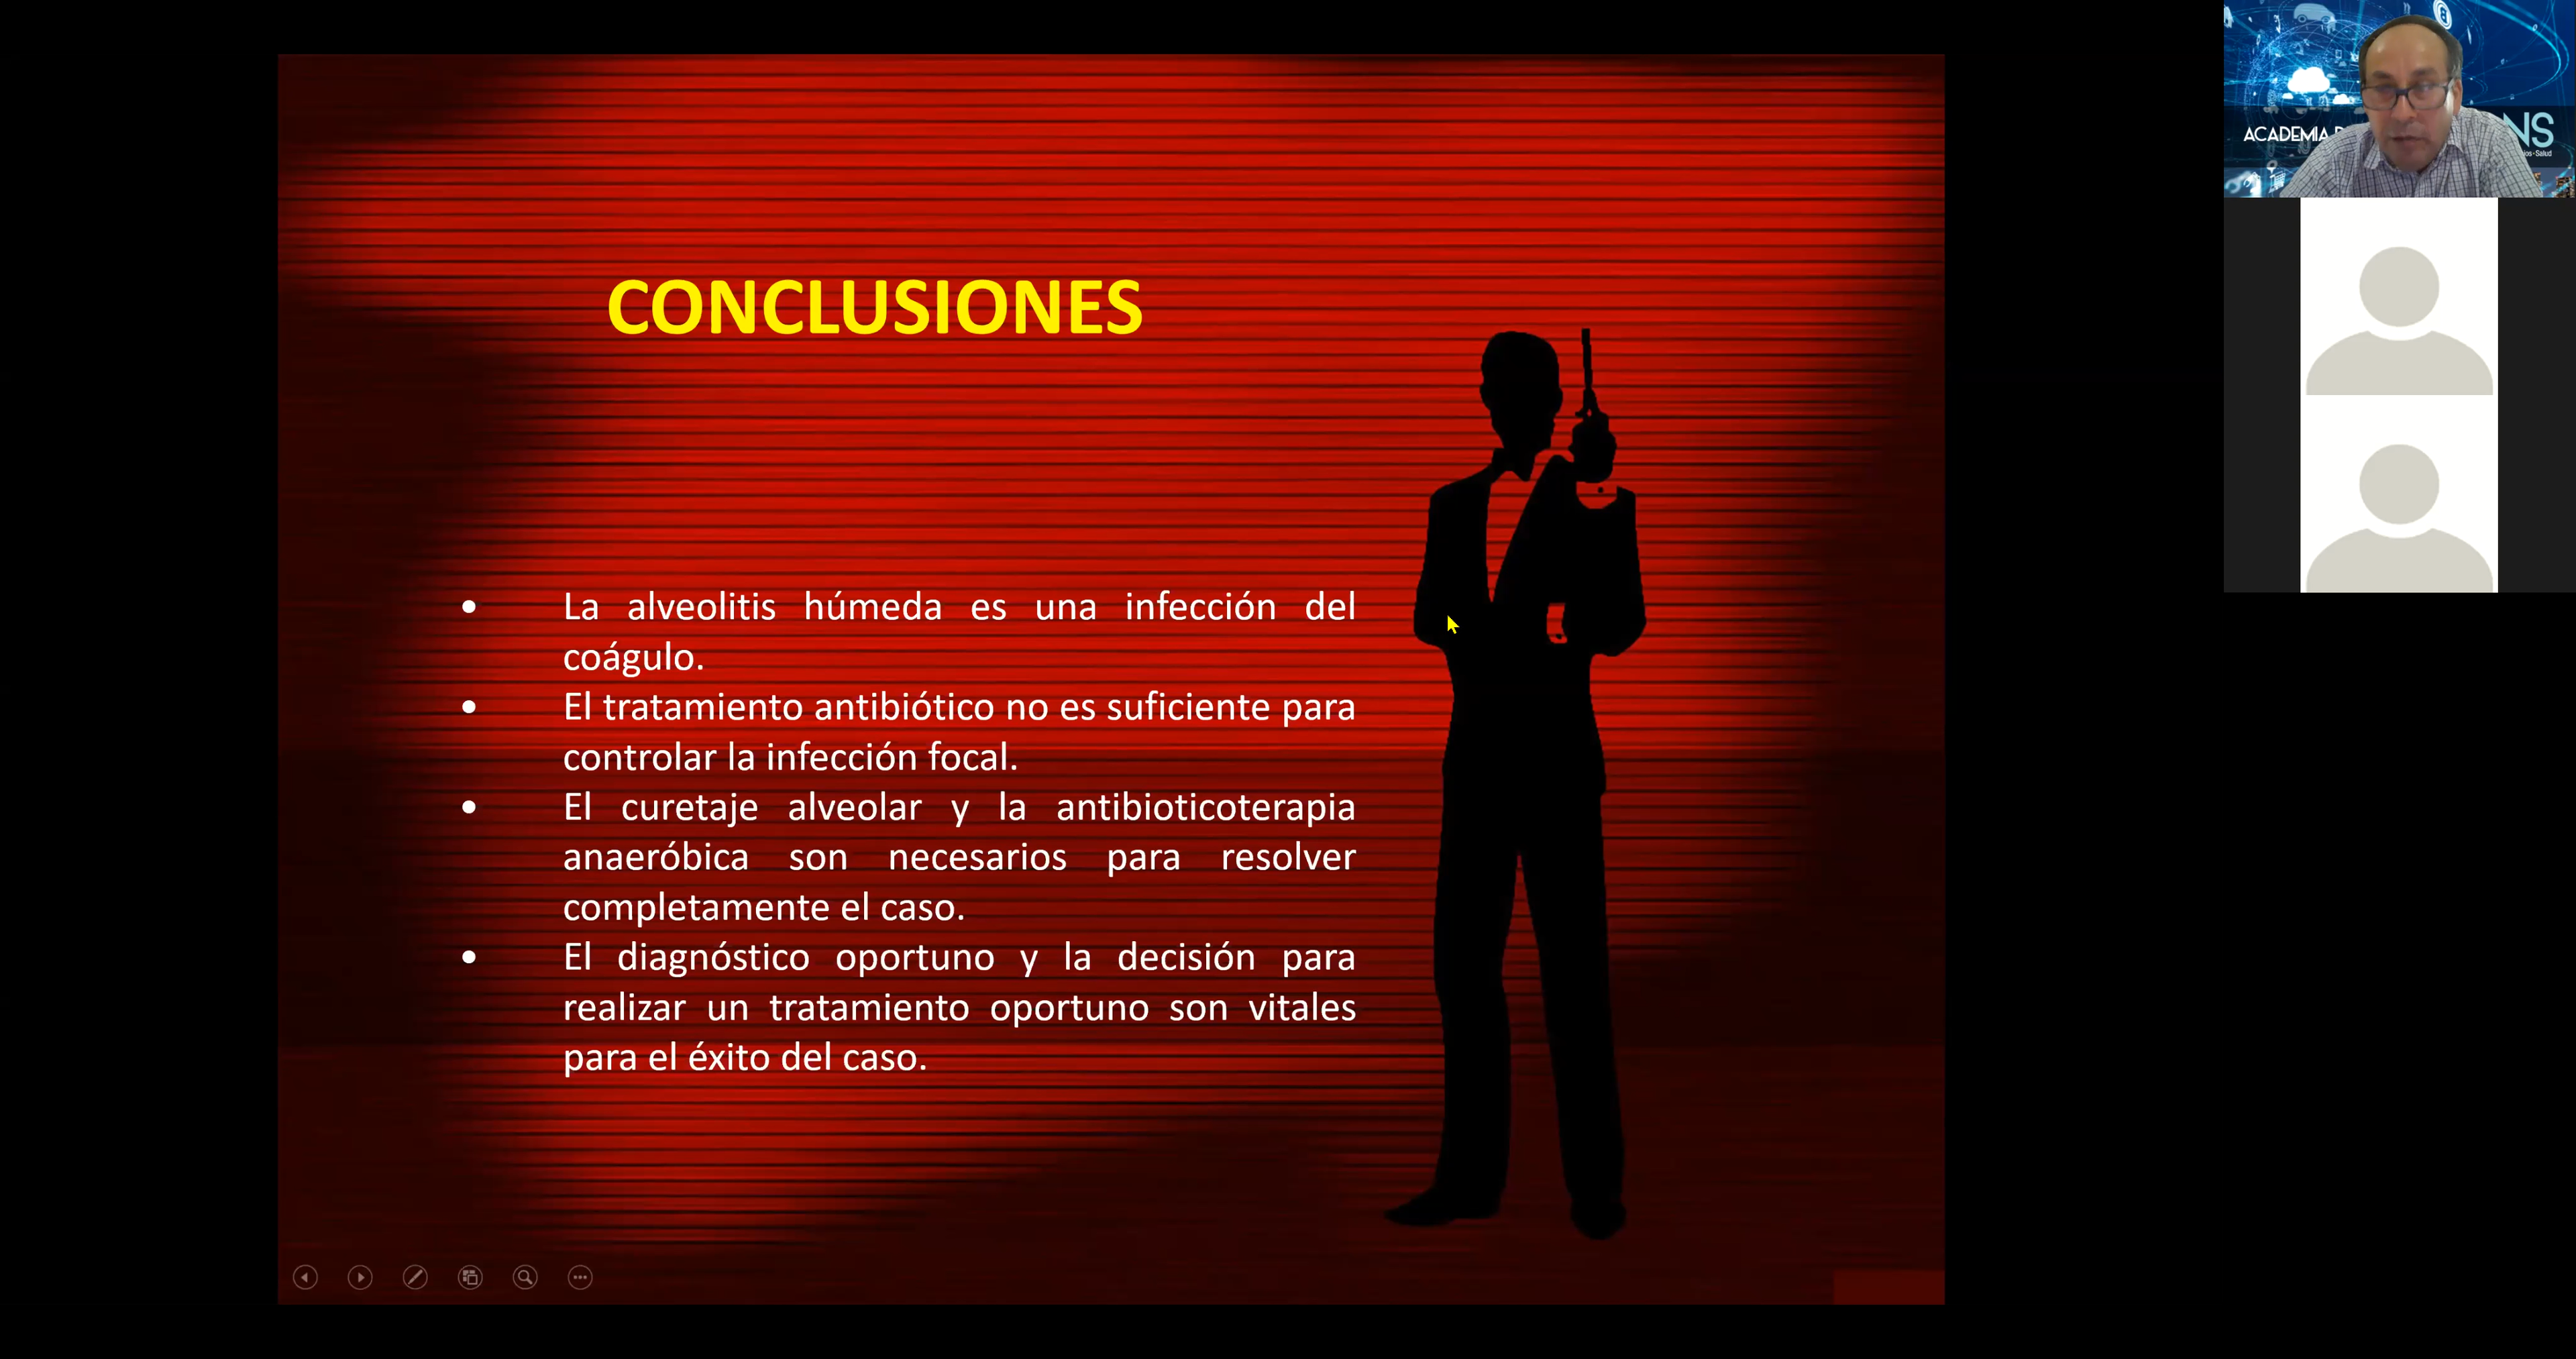 CONCLUSIONES
• La alveolitis húmeda es una infección del
coágulo.
• El tratamiento antibiótico no es suficiente para
controlar la infección focal.
• El curetaje alveolar y la antibioticoterapia
anaeróbica son necesarios para resolver
completamente el caso.
• El diagnóstico oportuno y la decisión para
realizar un tratamiento oportuno son vitales
para el éxito del caso.
ACADEMIA
NS